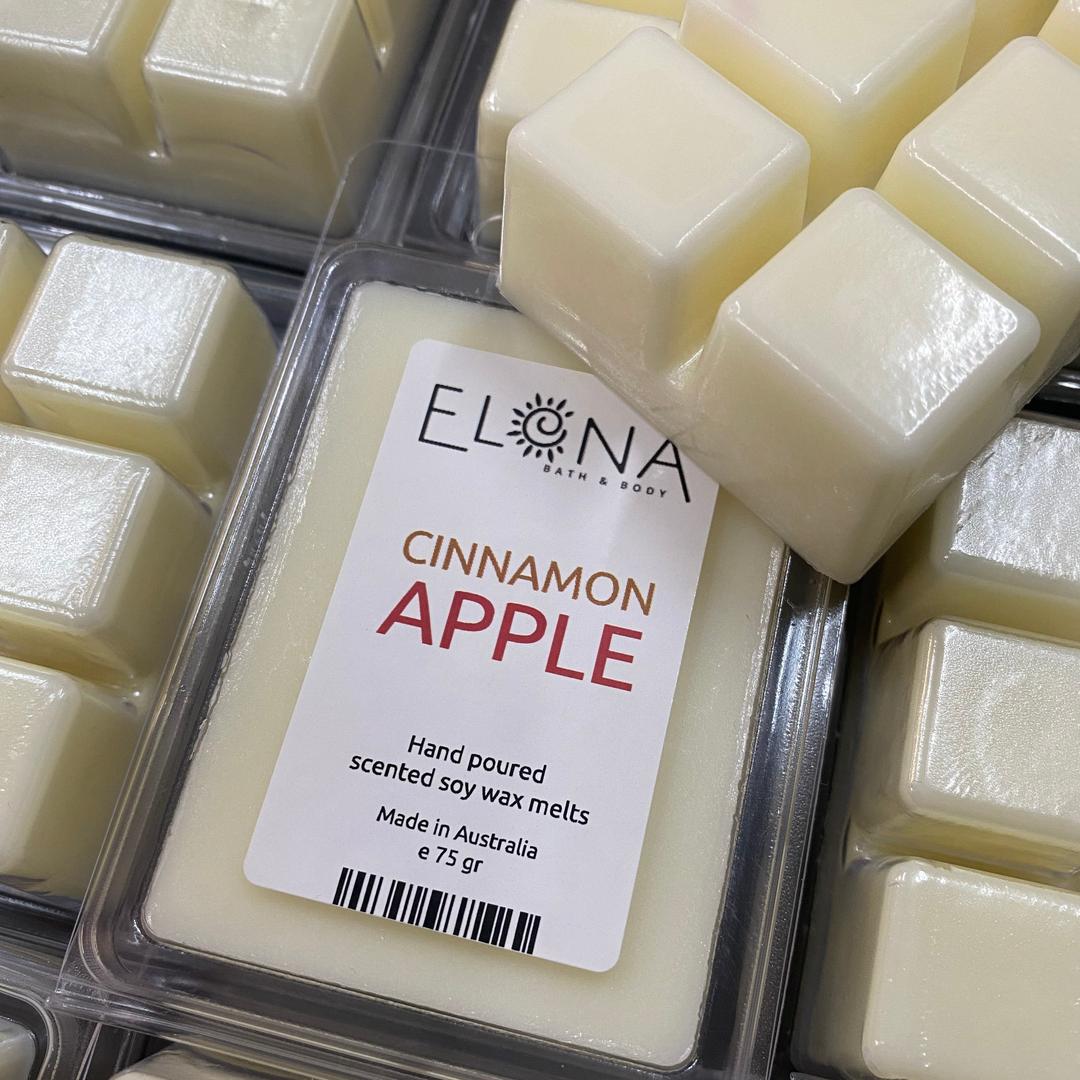 ELONA
BATH & BODY
CINNAMON
APPLE
Hand poured
scented soy wax melts
Made in Australia
e 75 gr